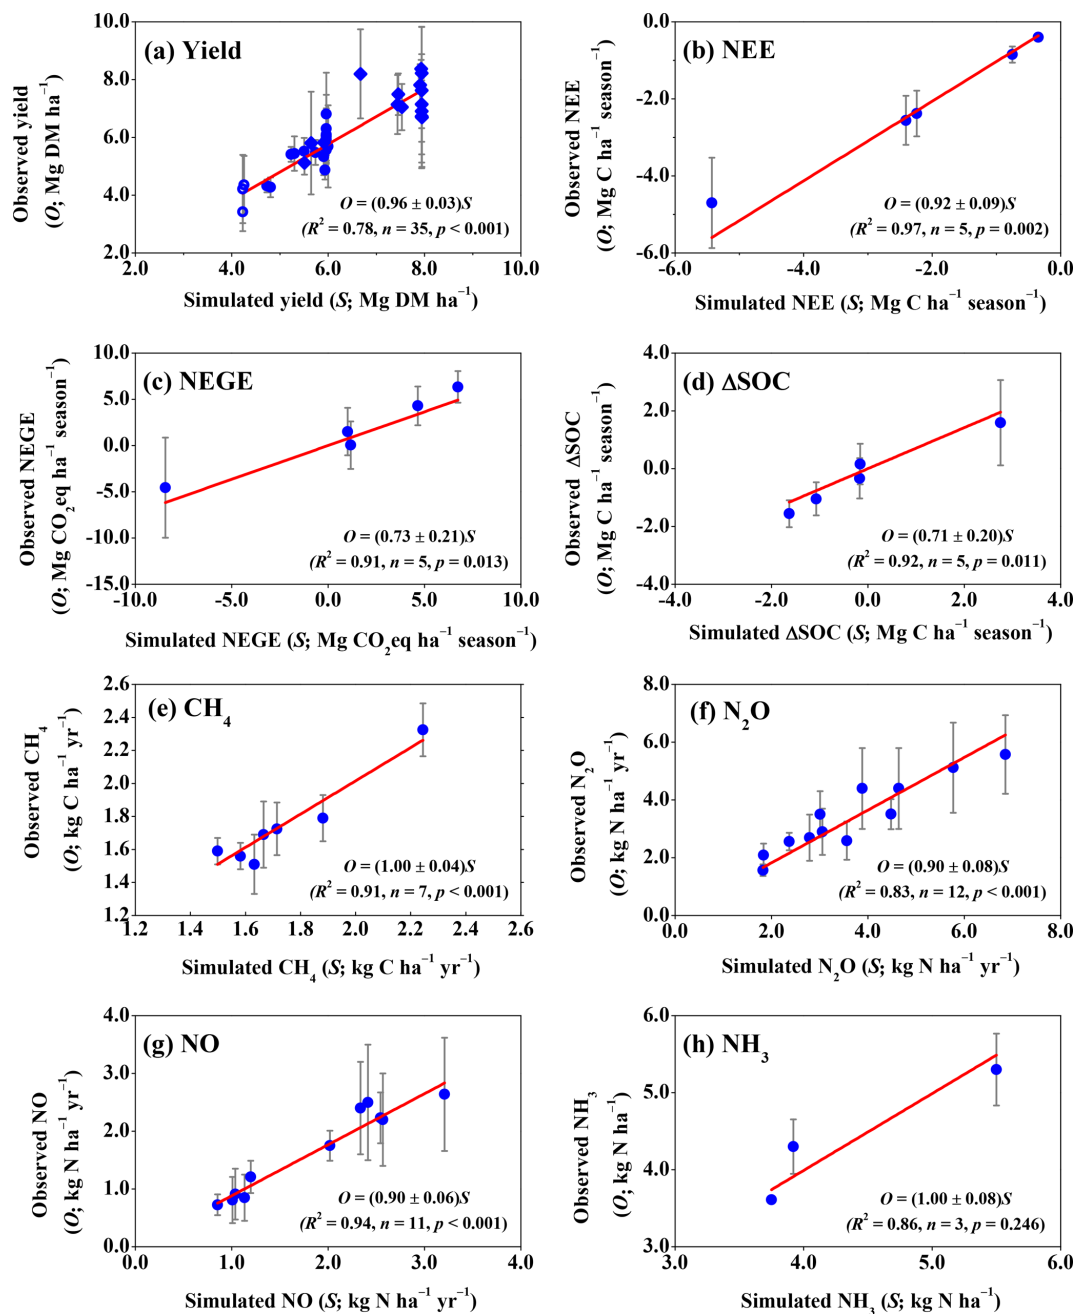 (a) Yield
Observed yield
(O; Mg DM ha⁻¹)
10.0
8.0
6.0
4.0
2.0
O = (0.96 ± 0.03)S
(R² = 0.78, n = 35, p < 0.001)
2.0 4.0 6.0 8.0 10.0
Simulated yield (S; Mg DM ha⁻¹)
(b) NEE
Observed NEE
(O; Mg C ha⁻¹ season⁻¹)
-0.0
-2.0
-4.0
-6.0
O = (0.92 ± 0.09)S
(R² = 0.97, n = 5, p = 0.002)
-6.0 -4.0 -2.0 0.0
Simulated NEE (S; Mg C ha⁻¹ season⁻¹)
(c) NEGE
Observed NEGE
(O; Mg CO₂eq ha⁻¹ season⁻¹)
10.0
5.0
0.0
-5.0
-10.0
-15.0
O = (0.73 ± 0.21)S
(R² = 0.91, n = 5, p = 0.013)
-10.0 -5.0 0.0 5.0 10.0
Simulated NEGE (S; Mg CO₂eq ha⁻¹ season⁻¹)
(d) ΔSOC
Observed ΔSOC
(O; Mg C ha⁻¹ season⁻¹)
4.0
2.0
0.0
-2.0
-4.0
O = (0.71 ± 0.20)S
(R² = 0.92, n = 5, p = 0.011)
-4.0 -2.0 0.0 2.0 4.0
Simulated ΔSOC (S; Mg C ha⁻¹ season⁻¹)
(e) CH₄
Observed CH₄
(O; kg C ha⁻¹ yr⁻¹)
2.6
2.4
2.2
2.0
1.8
1.6
1.4
1.2
O = (1.00 ± 0.04)S
(R² = 0.91, n = 7, p < 0.001)
1.2 1.4 1.6 1.8 2.0 2.2 2.4 2.6
Simulated CH₄ (S; kg C ha⁻¹ yr⁻¹)
(f) N₂O
Observed N₂O
(O; kg N ha⁻¹ yr⁻¹)
8.0
6.0
4.0
2.0
0.0
O = (0.90 ± 0.08)S
(R² = 0.83, n = 12, p < 0.001)
0.0 2.0 4.0 6.0 8.0
Simulated N₂O (S; kg N ha⁻¹ yr⁻¹)
(g) NO
Observed NO
(O; kg N ha⁻¹ yr⁻¹)
4.0
3.0
2.0
1.0
0.0
O = (0.90 ± 0.06)S
(R² = 0.94, n = 11, p < 0.001)
0.0 1.0 2.0 3.0 4.0
Simulated NO (S; kg N ha⁻¹ yr⁻¹)
(h) NH₃
Observed NH₃
(O; kg N ha⁻¹)
6.0
5.0
4.0
3.0
O = (1.00 ± 0.08)S
(R² = 0.86, n = 3, p = 0.246)
3.0 4.0 5.0 6.0
Simulated NH₃ (S; kg N ha⁻¹)